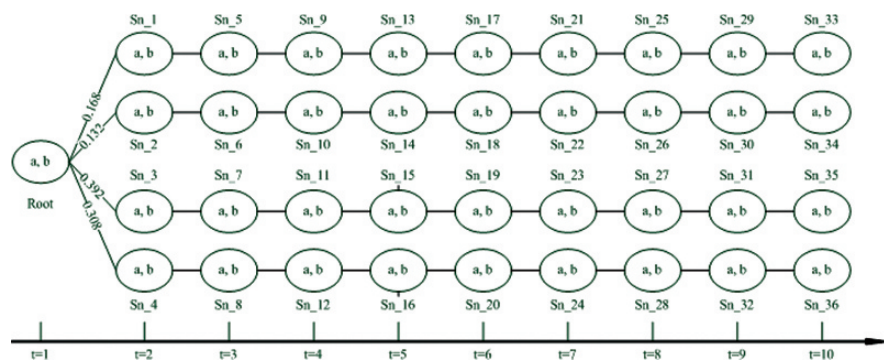 Sn_1 Sn_5 Sn_9 Sn_13 Sn_17 Sn_21 Sn_25 Sn_29 Sn_33
a, b a, b a, b a, b a, b a, b a, b a, b a, b
0.168
a, b a, b a, b a, b a, b a, b a, b a, b a, b
0.132
Sn_2 Sn_6 Sn_10 Sn_14 Sn_18 Sn_22 Sn_26 Sn_30 Sn_34
a, b
Sn_3 Sn_7 Sn_11 Sn_15 Sn_19 Sn_23 Sn_27 Sn_31 Sn_35
0.392
Root
a, b a, b a, b a, b a, b a, b a, b a, b a, b
0.308
a, b a, b a, b a, b a, b a, b a, b a, b a, b
Sn_4 Sn_8 Sn_12 Sn_16 Sn_20 Sn_24 Sn_28 Sn_32 Sn_36
t=1 t=2 t=3 t=4 t=5 t=6 t=7 t=8 t=9 t=10